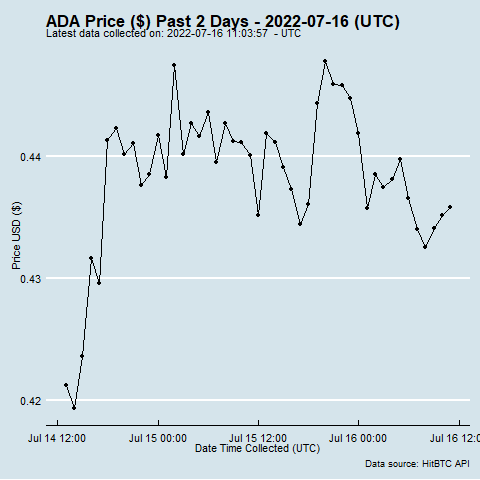 ADA Price ($) Past 2 Days - 2022-07-16 (UTC)
Latest data collected on: 2022-07-16 11:03:57 - UTC
Price USD ($)
0.44
0.43
0.42
Jul 14 12:00 Jul 15 00:00 Jul 15 12:00 Jul 16 00:00 Jul 16 12:00
Date Time Collected (UTC)
Data source: HitBTC API